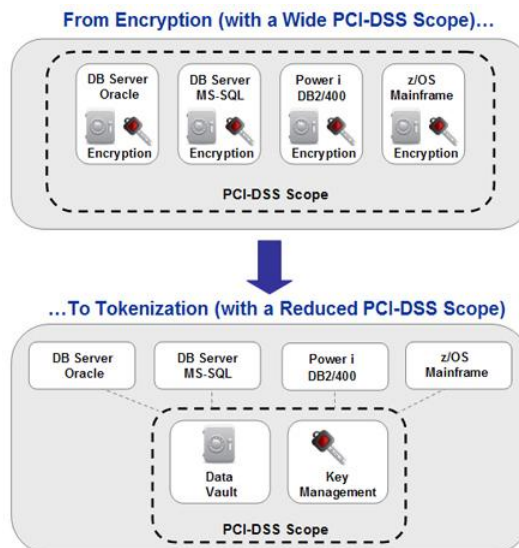 From Encryption (with a Wide PCI-DSS Scope)...
DB Server
Oracle
Encryption
DB Server
MS-SQL
Encryption
Power i
DB2/400
Encryption
z/OS
Mainframe
Encryption
PCI-DSS Scope
...To Tokenization (with a Reduced PCI-DSS Scope)
DB Server
Oracle
DB Server
MS-SQL
Power i
DB2/400
z/OS
Mainframe
Data
Vault
Key
Management
PCI-DSS Scope